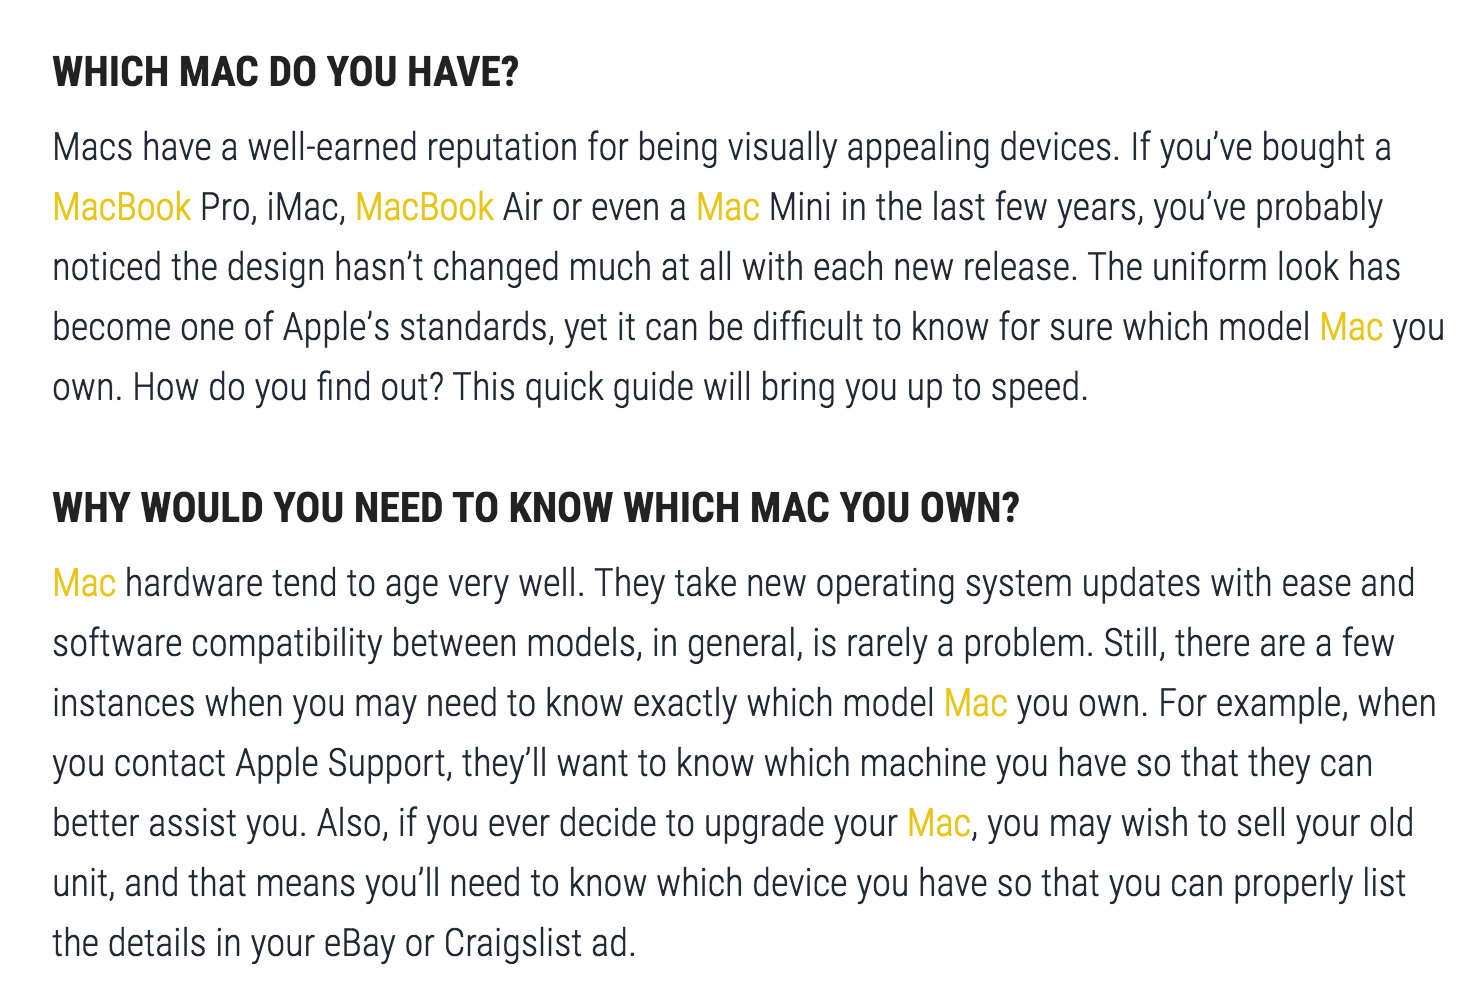 WHICH MAC DO YOU HAVE?
Macs have a well-earned reputation for being visually appealing devices. If you’ve bought a
MacBook Pro, iMac, MacBook Air or even a Mac Mini in the last few years, you’ve probably
noticed the design hasn’t changed much at all with each new release. The uniform look has
become one of Apple’s standards, yet it can be difficult to know for sure which model Mac you
own. How do you find out? This quick guide will bring you up to speed.
WHY WOULD YOU NEED TO KNOW WHICH MAC YOU OWN?
Mac hardware tend to age very well. They take new operating system updates with ease and
software compatibility between models, in general, is rarely a problem. Still, there are a few
instances when you may need to know exactly which model Mac you own. For example, when
you contact Apple Support, they’ll want to know which machine you have so that they can
better assist you. Also, if you ever decide to upgrade your Mac, you may wish to sell your old
unit, and that means you’ll need to know which device you have so that you can properly list
the details in your eBay or Craigslist ad.